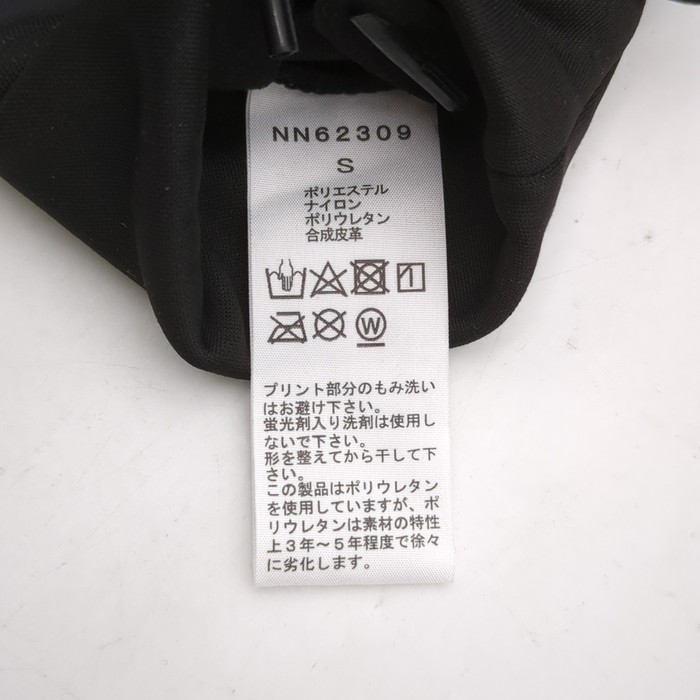 NN62309
S
ポリエステル
ナイロン
ポリウレタン
合成皮革
W
プリント部分のもみ洗い
はお避け下さい。
蛍光剤入り洗剤は使用し
ないで下さい。
形を整えてから干して下
さい。
この製品はポリウレタン
を使用していますが、ポ
リウレタンは素材の特性
上3年~5年程度で徐々
に劣化します。